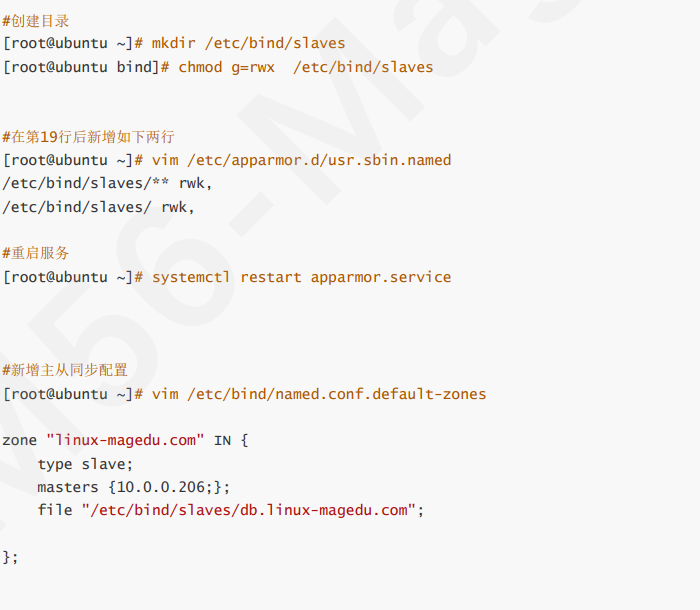 #创建目录
[root@ubuntu ~]# mkdir /etc/bind/slaves
[root@ubuntu bind]# chmod g=rwx  /etc/bind/slaves
#在第19行后新增如下两行
[root@ubuntu ~]# vim /etc/apparmor.d/usr.sbin.named
/etc/bind/slaves/** rwk,
/etc/bind/slaves/ rwk,
#重启服务
[root@ubuntu ~]# systemctl restart apparmor.service
#新增主从同步配置
[root@ubuntu ~]# vim /etc/bind/named.conf.default-zones
zone "linux-magedu.com" IN {
    type slave;
    masters {10.0.0.206;};
    file "/etc/bind/slaves/db.linux-magedu.com";
};
M56-Mag